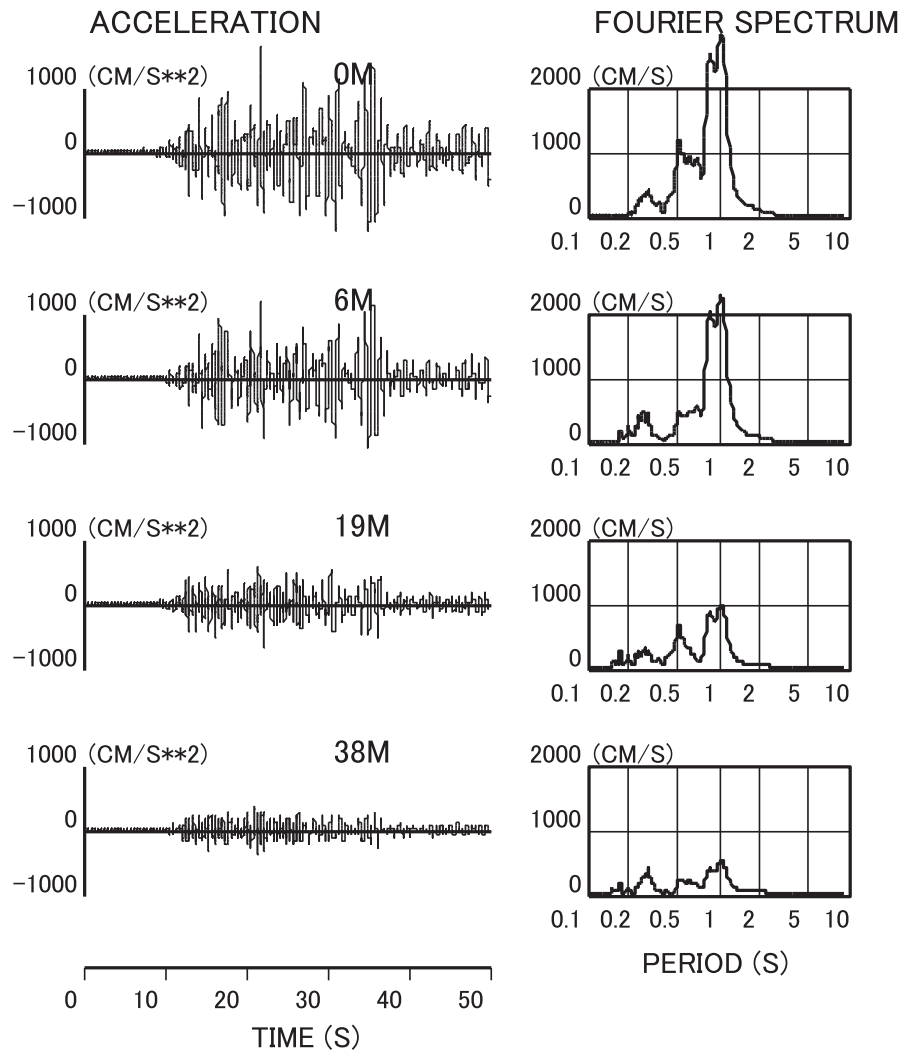 ACCELERATION
FOURIER SPECTRUM
1000 (CM/S**2)
0M
0
-1000
2000 (CM/S)
1000
0
0.1 0.2 0.5 1 2 5 10
1000 (CM/S**2)
6M
0
-1000
2000 (CM/S)
1000
0
0.1 0.2 0.5 1 2 5 10
1000 (CM/S**2)
19M
0
-1000
2000 (CM/S)
1000
0
0.1 0.2 0.5 1 2 5 10
1000 (CM/S**2)
38M
0
-1000
2000 (CM/S)
1000
0
0.1 0.2 0.5 1 2 5 10
PERIOD (S)
0 10 20 30 40 50
TIME (S)